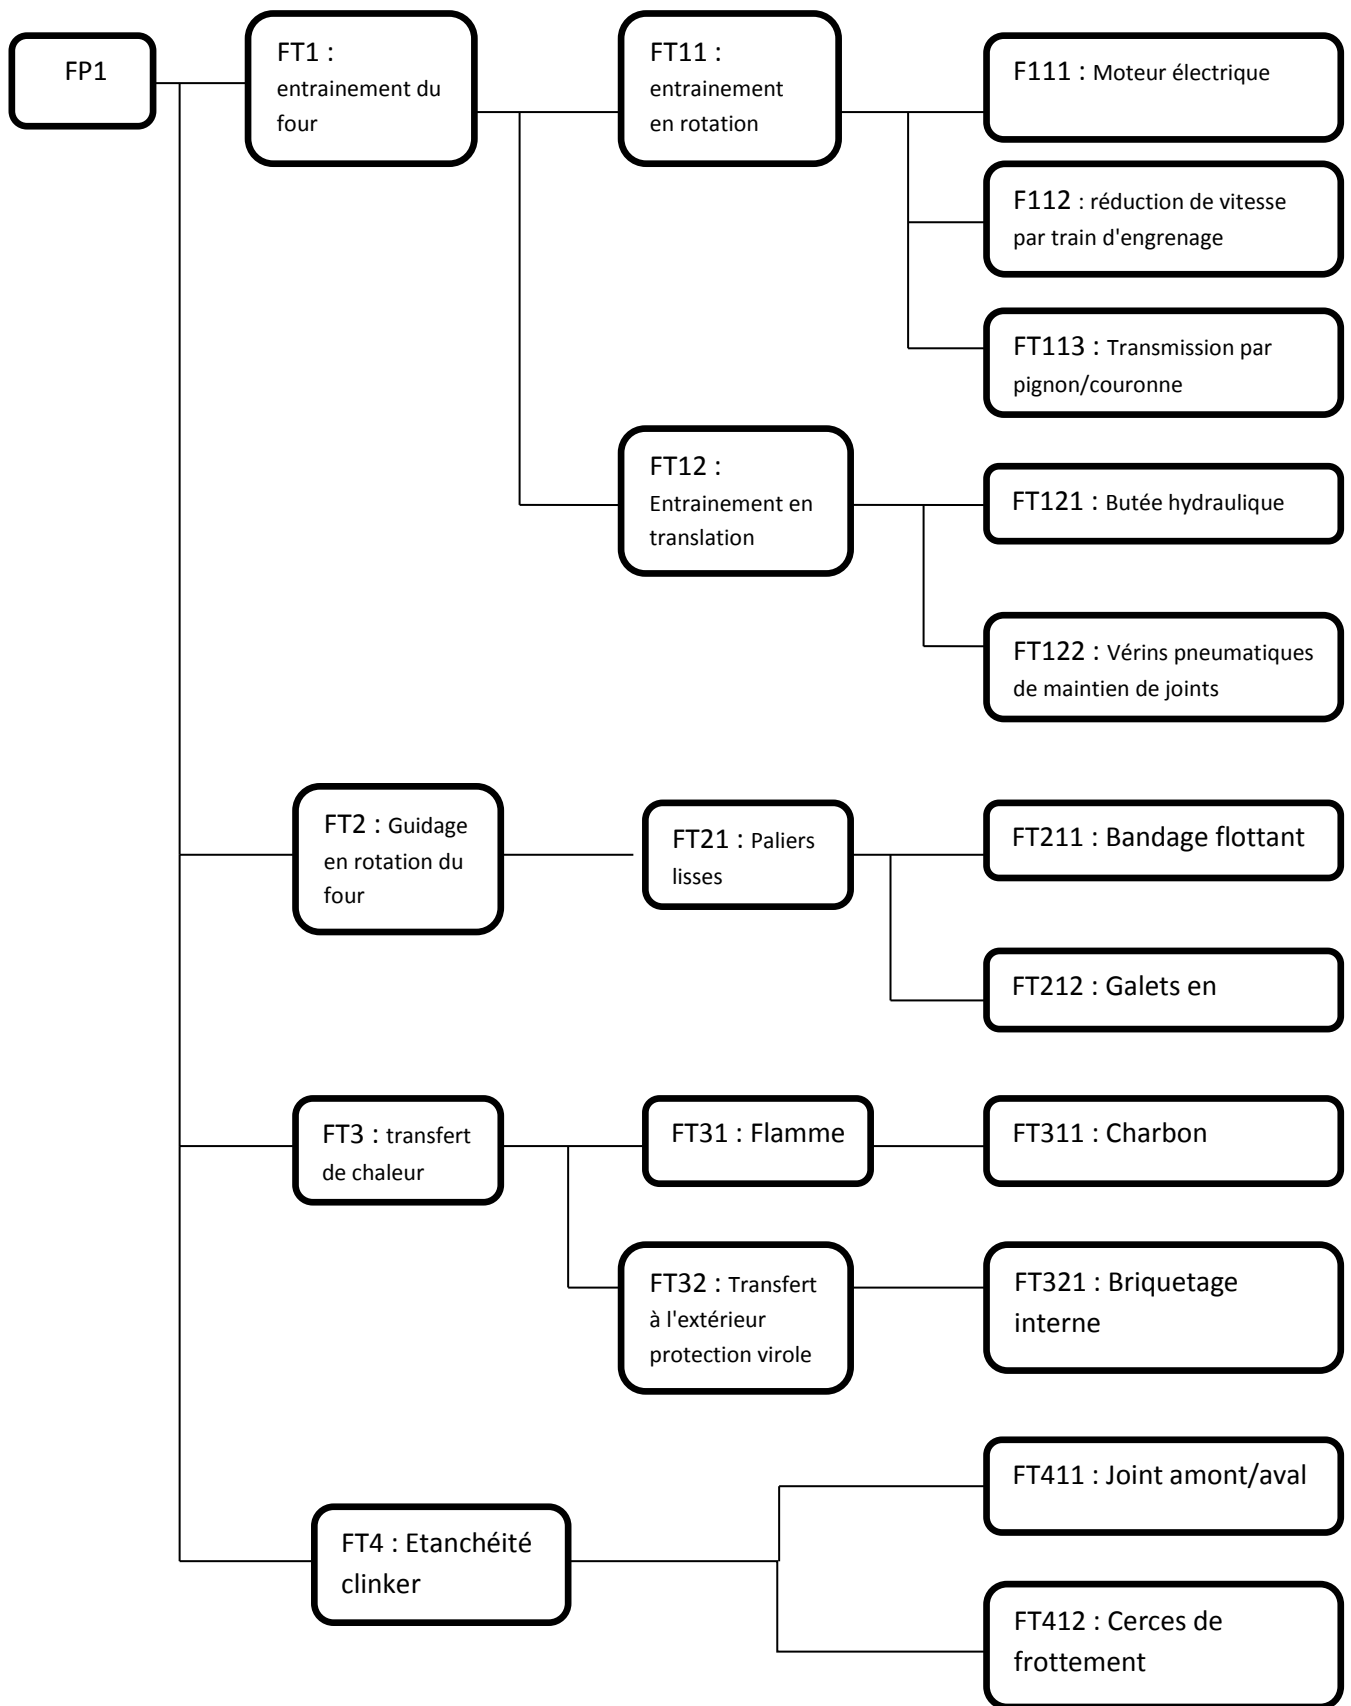 FP1
FT1 :
entrainement du
four
FT11 :
entrainement
en rotation
F111 : Moteur électrique
F112 : réduction de vitesse
par train d'engrenage
FT113 : Transmission par
pignon/couronne
FT12 :
Entrainement en
translation
FT121 : Butée hydraulique
FT122 : Vérins pneumatiques
de maintien de joints
FT2 : Guidage
en rotation du
four
FT21 : Paliers
lisses
FT211 : Bandage flottant
FT212 : Galets en
FT3 : transfert
de chaleur
FT31 : Flamme
FT311 : Charbon
FT32 : Transfert
à l'extérieur
protection virole
FT321 : Briquetage
interne
FT4 : Etanchéité
clinker
FT411 : Joint amont/aval
FT412 : Cerces de
frottement